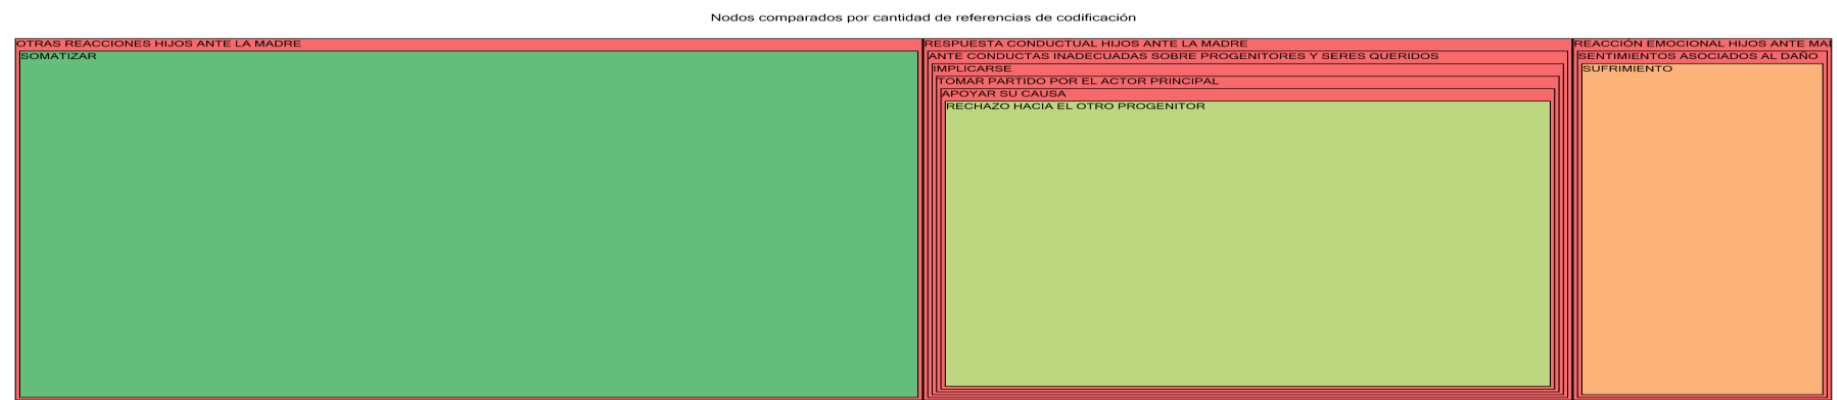 Nodos comparados por cantidad de referencias de codificación
OTRAS REACCIONES HIJOS ANTE LA MADRE
SOMATIZAR
RESPUESTA CONDUCTUAL HIJOS ANTE LA MADRE
ANTE CONDUCTAS INADECUADAS SOBRE PROGENITORES Y SERES QUERIDOS
IMPLICARSE
TOMAR PARTIDO POR EL ACTOR PRINCIPAL
APOYAR SU CAUSA
RECHAZO HACIA EL OTRO PROGENITOR
REACCIÓN EMOCIONAL HIJOS ANTE MA
SENTIMIENTOS ASOCIADOS AL DAÑO
SUFRIMIENTO